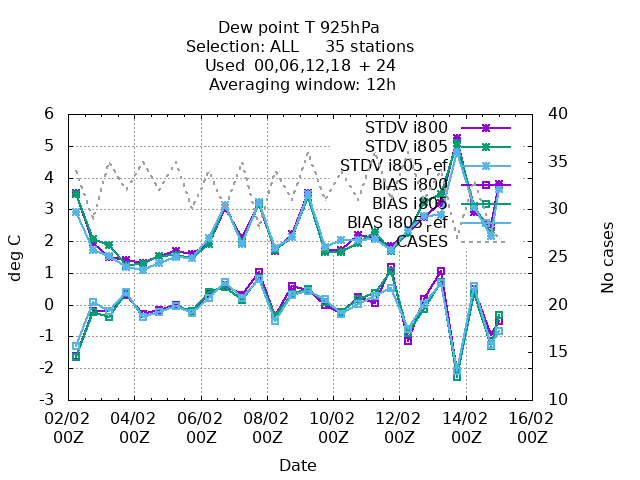 Dew point T 925hPa
Selection: ALL 35 stations
Used 00,06,12,18 + 24
Averaging window: 12h
STDV i800
STDV i805
STDV i805ref
BIAS i800
BIAS i805
BIAS i805ref
CASES
6
5
4
3
2
1
0
-1
-2
-3
deg C
40
35
30
25
20
15
10
No cases
02/02 04/02 06/02 08/02 10/02 12/02 14/02 16/02
00Z 00Z 00Z 00Z 00Z 00Z 00Z 00Z
Date